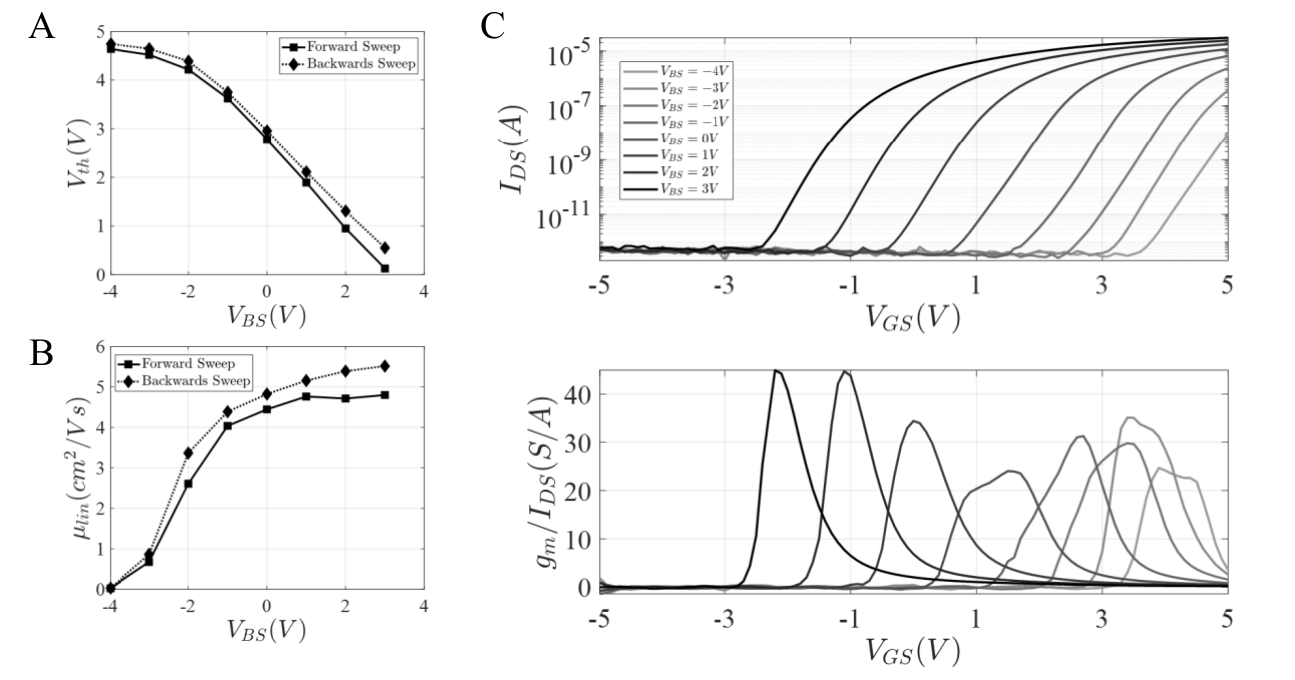 A
5
4
3
2
1
0
V_th(V)
Forward Sweep
Backwards Sweep
-4 -2 0 2 4
V_BS(V)
B
6
5
4
3
2
1
0
μ_lin(cm²/Vs)
Forward Sweep
Backwards Sweep
-4 -2 0 2 4
V_BS(V)
C
10⁻⁵
10⁻⁷
10⁻⁹
10⁻¹¹
I_DS(A)
V_BS = −4V
V_BS = −3V
V_BS = −2V
V_BS = −1V
V_BS = 0V
V_BS = 1V
V_BS = 2V
V_BS = 3V
-5 -3 -1 1 3 5
V_GS(V)
40
30
20
10
0
g_m/I_DS(S/A)
-5 -3 -1 1 3 5
V_GS(V)